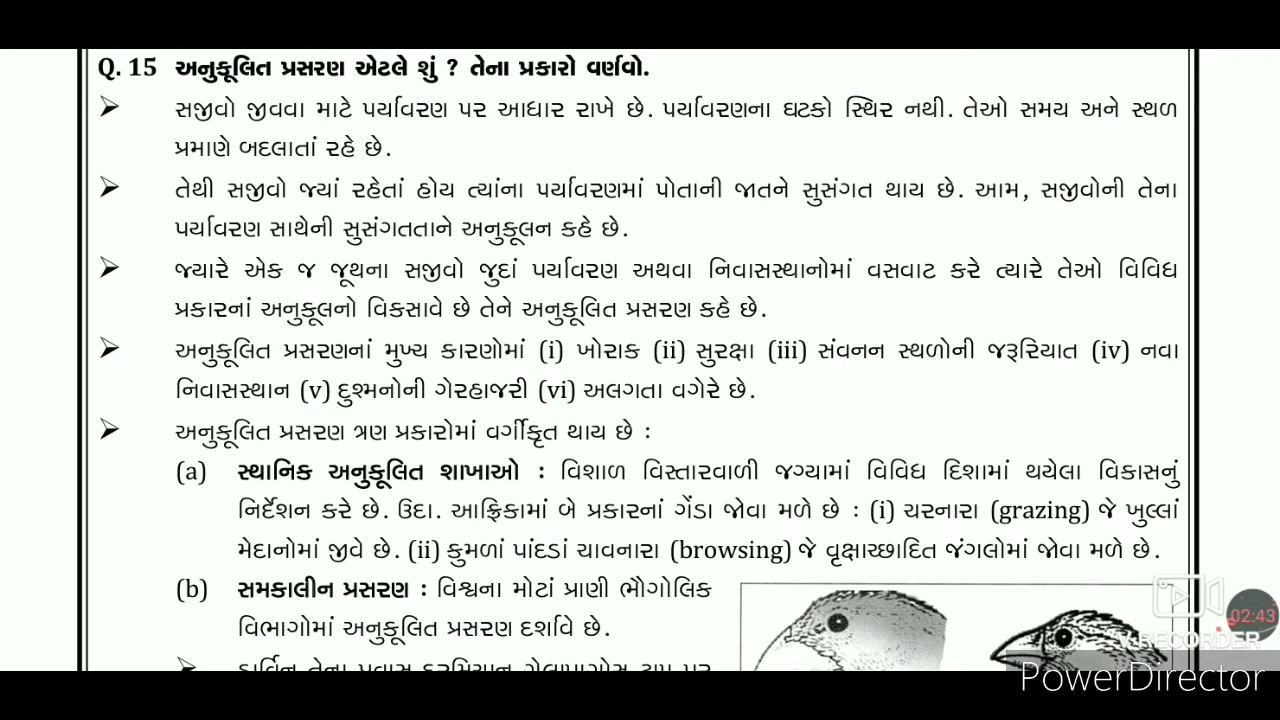 Q. 15 અનુકૂલિત પ્રસરણ એટલે શું ? તેના પ્રકારો વર્ણવો.
➢ સજીવો જીવવા માટે પર્યાવરણ પર આધાર રાખે છે. પર્યાવરણના ઘટકો સ્થિર નથી. તેઓ સમય અને સ્થળ
પ્રમાણે બદલાતાં રહે છે.
➢ તેથી સજીવો જ્યાં રહેતાં હોય ત્યાંના પર્યાવરણમાં પોતાની જાતને સુસંગત થાય છે. આમ, સજીવોની તેના
પર્યાવરણ સાથેની સુસંગતતાને અનુકૂલન કહે છે.
➢ જ્યારે એક જ જૂથના સજીવો જુદાં પર્યાવરણ અથવા નિવાસસ્થાનોમાં વસવાટ કરે ત્યારે તેઓ વિવિધ
પ્રકારનાં અનુકૂલનો વિકસાવે છે તેને અનુકૂલિત પ્રસરણ કહે છે.
➢ અનુકૂલિત પ્રસરણનાં મુખ્ય કારણોમાં (i) ખોરાક (ii) સુરક્ષા (iii) સંવનન સ્થળોની જરૂરિયાત (iv) નવા
નિવાસસ્થાન (v) દુશ્મનોની ગેરહાજરી (vi) અલગતા વગેરે છે.
➢ અનુકૂલિત પ્રસરણ ત્રણ પ્રકારોમાં વર્ગીકૃત થાય છે :
(a) સ્થાનિક અનુકૂલિત શાખાઓ : વિશાળ વિસ્તારવાળી જગ્યામાં વિવિધ દિશામાં થયેલા વિકાસનું
નિર્દેશન કરે છે. ઉદા. આફ્રિકામાં બે પ્રકારનાં ગેંડા જોવા મળે છે : (i) ચરનારા (grazing) જે ખુલ્લાં
મેદાનોમાં જીવે છે. (ii) કુમળાં પાંદડાં ચાવનારા (browsing) જે વૃક્ષાચ્છાદિત જંગલોમાં જોવા મળે છે.
(b) સમકાલીન પ્રસરણ : વિશ્વના મોટાં પ્રાણી ભૌગોલિક
વિભાગોમાં અનુકૂલિત પ્રસરણ દર્શાવે છે.
02:43
V RECORDER
PowerDirector